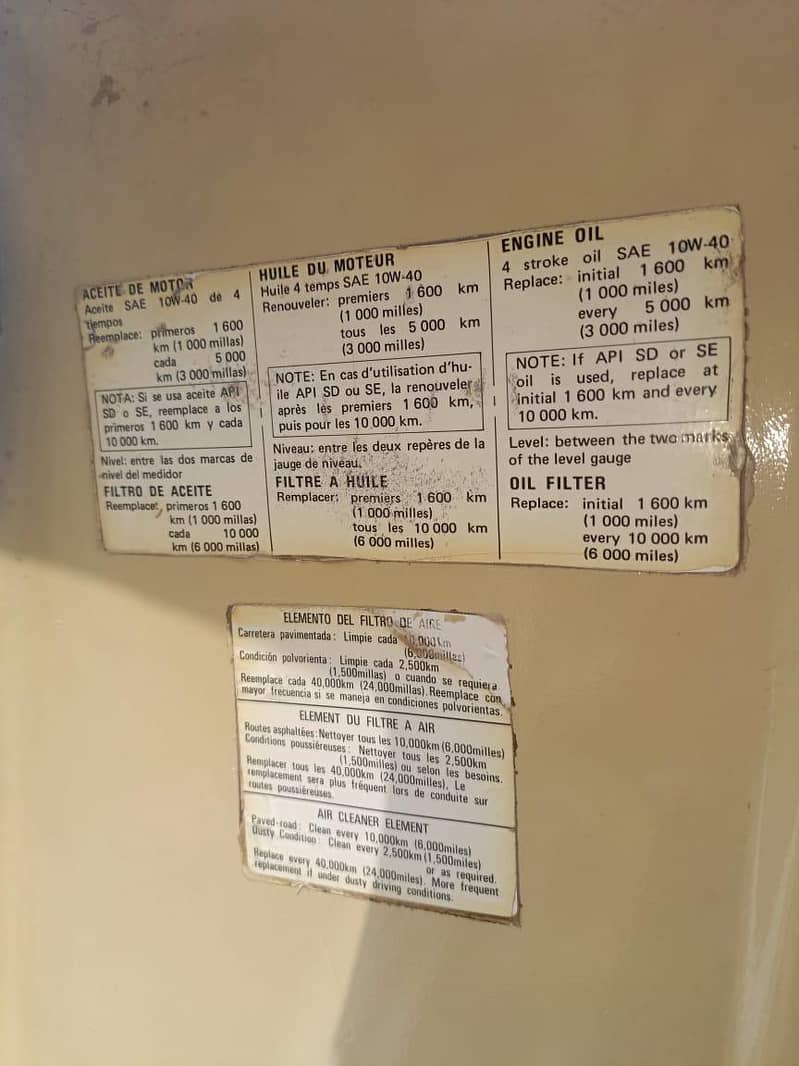 ACEITE DE MOTOR
Aceite SAE 10W-40 de 4
tiempos
Reemplace: primeros 1 600
km (1 000 millas)
cada 5 000
km (3 000 millas)
NOTA: Si se usa aceite API
SD o SE, reemplace a los
primeros 1 600 km y cada
10 000 km.
Nivel: entre las dos marcas de
nivel del medidor
FILTRO DE ACEITE
Reemplace: primeros 1 600
km (1 000 millas)
cada 10 000
km (6 000 millas)
HUILE DU MOTEUR
Huile 4 temps SAE 10W-40
Renouveler: premiers 1 600 km
(1 000 milles)
tous les 5 000 km
(3 000 milles)
NOTE: En cas d'utilisation d'hu-
ile API SD ou SE, la renouveler
après les premiers 1 600 km,
puis pour les 10 000 km.
Niveau: entre les deux repères de la
jauge de niveau.
FILTRE A HUILE
Remplacer: premiers 1 600 km
(1 000 milles)
tous les 10 000 km
(6 000 milles)
ENGINE OIL
4 stroke oil SAE 10W-40
Replace: initial 1 600 km
(1 000 miles)
every 5 000 km
(3 000 miles)
NOTE: If API SD or SE
oil is used, replace at
initial 1 600 km and every
10 000 km.
Level: between the two marks
of the level gauge
OIL FILTER
Replace: initial 1 600 km
(1 000 miles)
every 10 000 km
(6 000 miles)
ELEMENTO DEL FILTRO DE AIRE
Carretera pavimentada: Limpie cada 10,000km
(6,000millas)
Condición polvorienta: Limpie cada 2,500km
(1,500millas) o cuando se requiera
Reemplace cada 40,000km (24,000millas). Reemplace con
mayor frecuencia si se maneja en condiciones polvorientas.
ELEMENT DU FILTRE A AIR
Routes asphaltées: Nettoyer tous les 10,000km (6,000milles)
Conditions poussiéreuses: Nettoyer tous les 2,500km
(1,500milles) ou selon les besoins.
Remplacer tous les 40,000km (24,000milles). Le
remplacement sera plus fréquent lors de conduite sur
routes poussiéreuses.
AIR CLEANER ELEMENT
Paved-road: Clean every 10,000km (6,000miles)
Dusty Condition: Clean every 2,500km (1,500miles)
or as required.
Replace every 40,000km (24,000miles). More frequent
replacement if under dusty driving conditions.